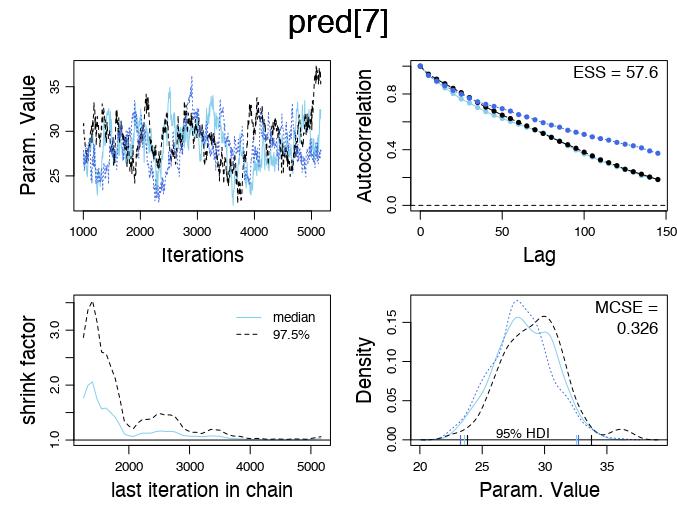 pred[7]
Param. Value
25 30 35
1000 2000 3000 4000 5000
Iterations
Autocorrelation
0.0 0.4 0.8
ESS = 57.6
0 50 100 150
Lag
shrink factor
1.0 2.0 3.0
median
97.5%
2000 3000 4000 5000
last iteration in chain
Density
0.00 0.05 0.10 0.15
MCSE =
0.326
95% HDI
20 25 30 35
Param. Value